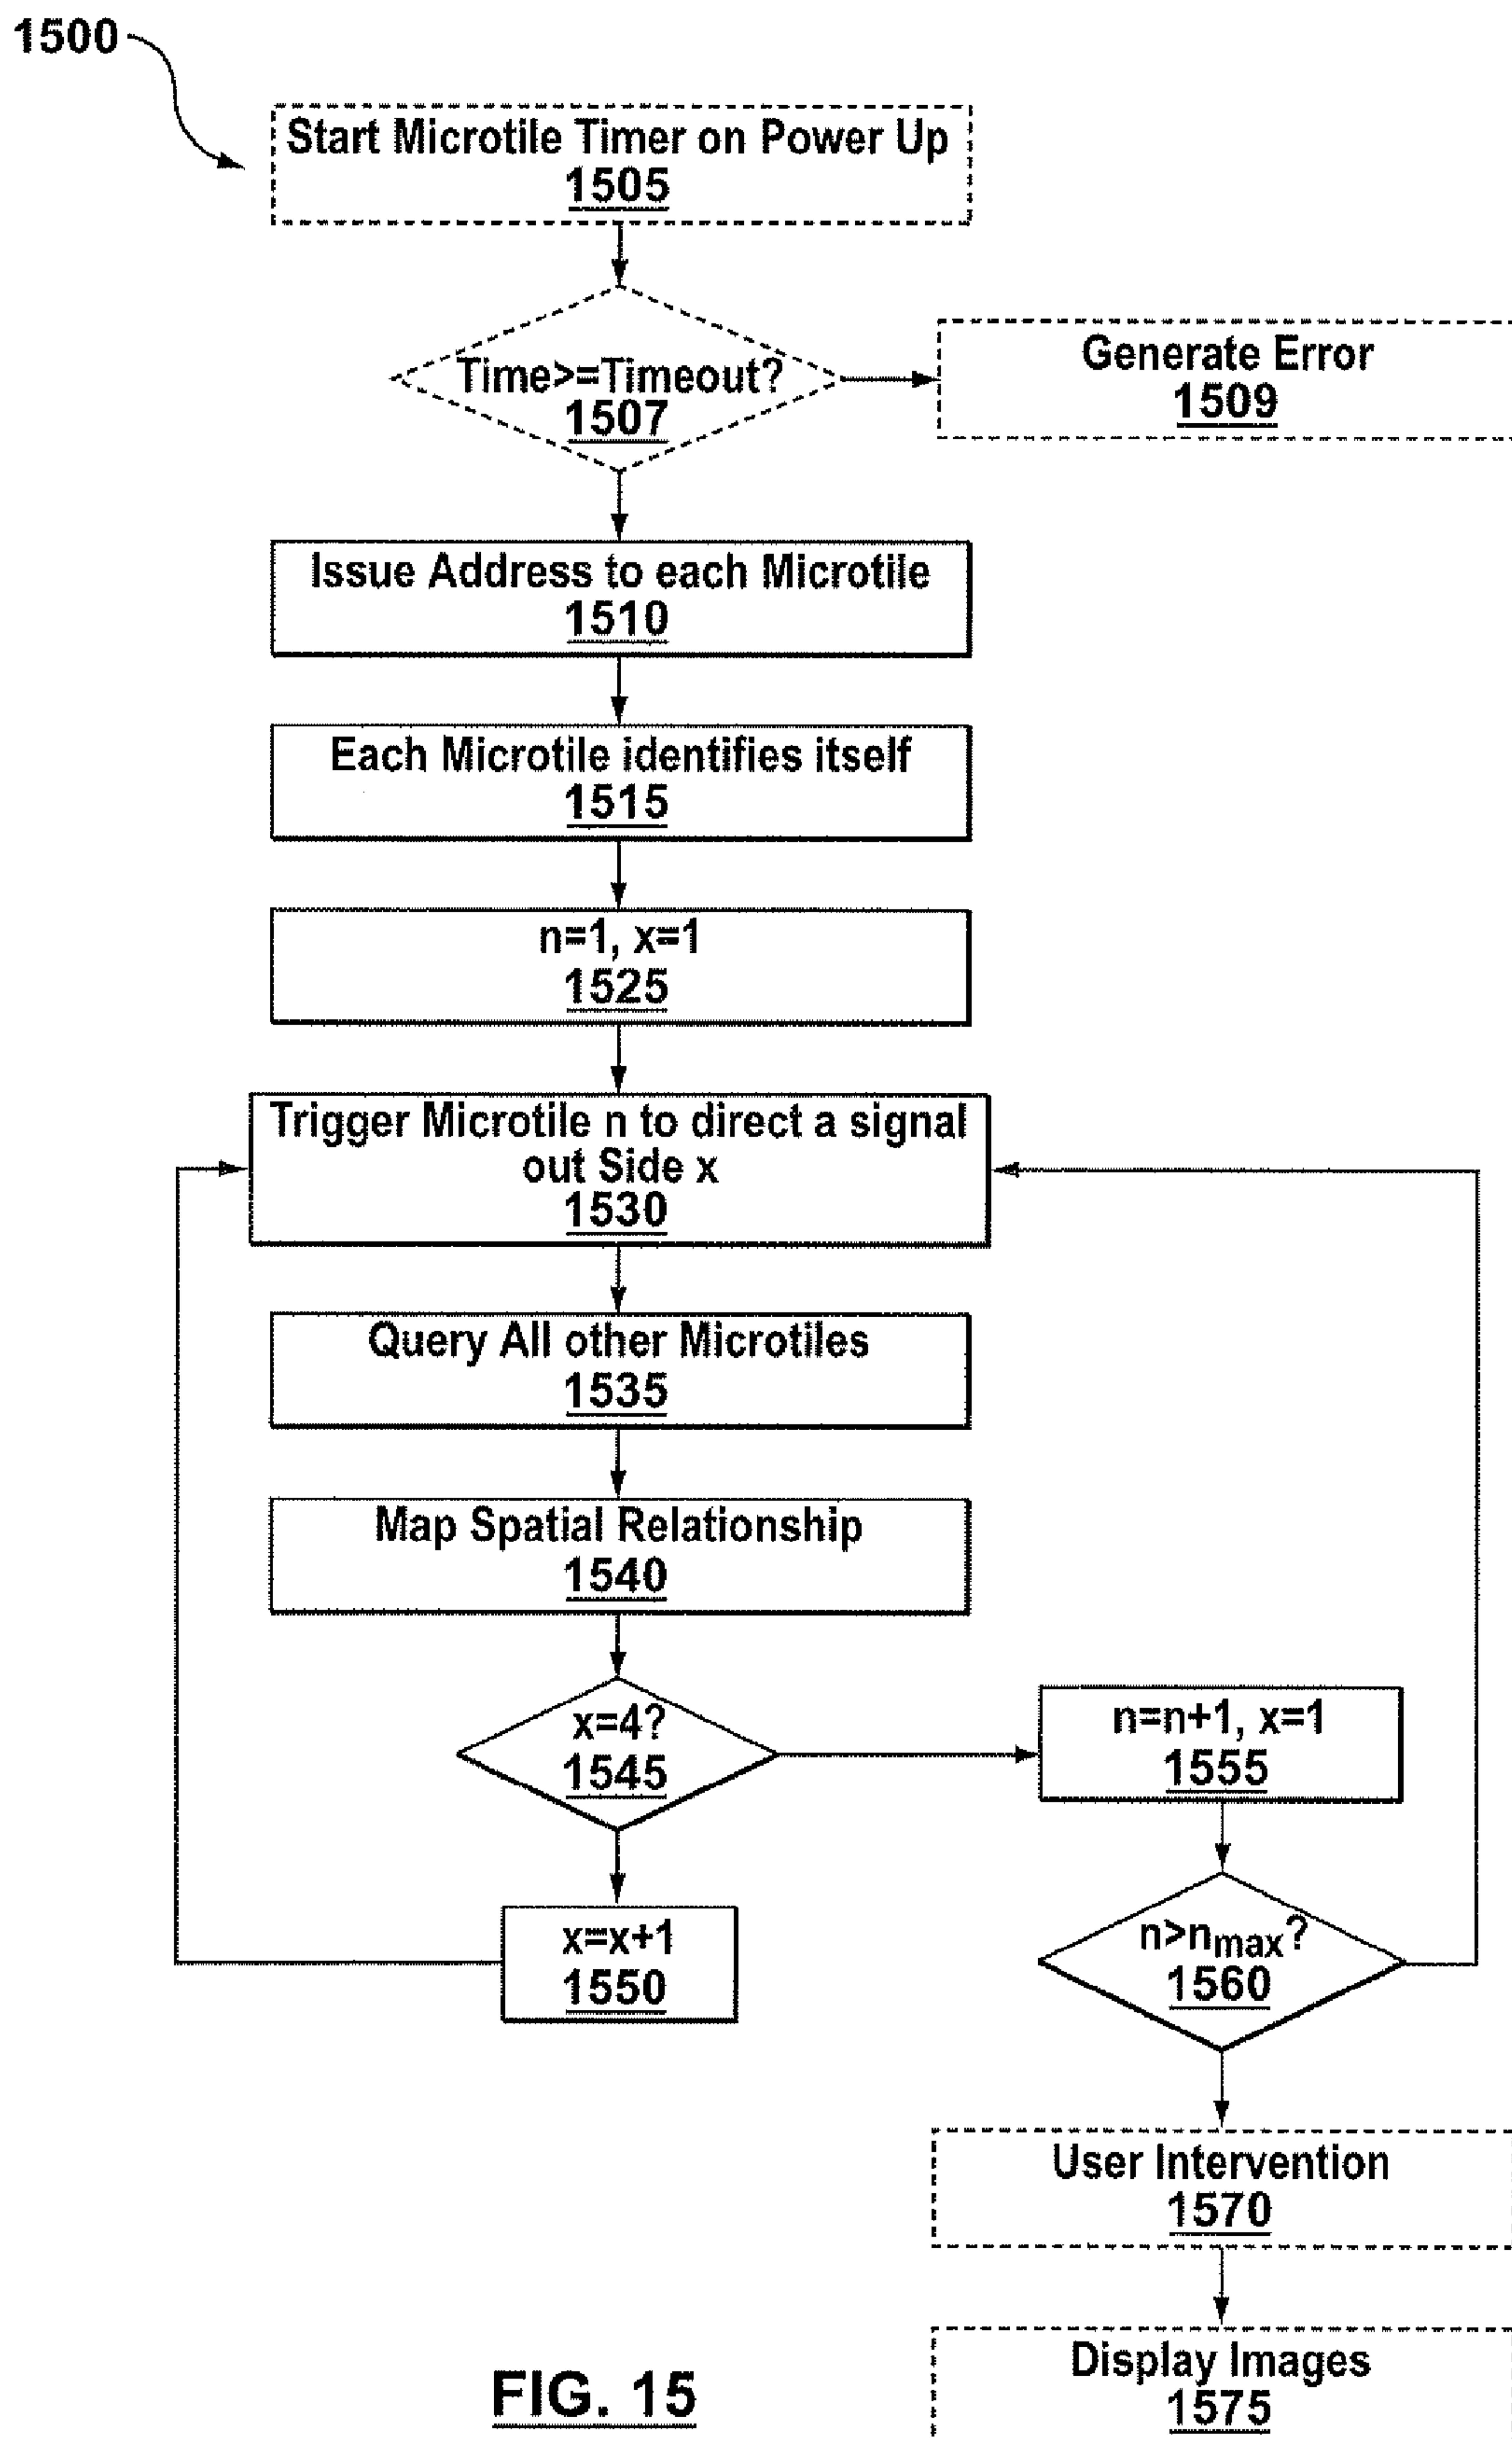 1500
Start Microtile Timer on Power Up
1505
Time>=Timeout?
1507
Generate Error
1509
Issue Address to each Microtile
1510
Each Microtile identifies itself
1515
n=1, x=1
1525
Trigger Microtile n to direct a signal
out Side x
1530
Query All other Microtiles
1535
Map Spatial Relationship
1540
x=4?
1545
n=n+1, x=1
1555
x=x+1
1550
n>nmax?
1560
User Intervention
1570
Display Images
1575
FIG. 15